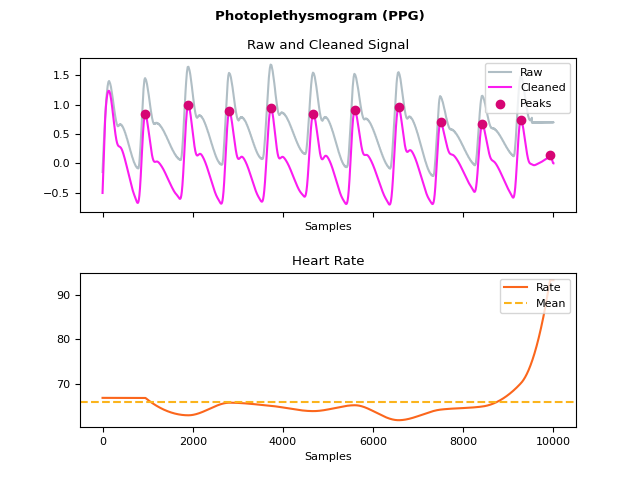 Photoplethysmogram (PPG)
Raw and Cleaned Signal
1.5
1.0
0.5
0.0
−0.5
Raw
Cleaned
Peaks
Samples
Heart Rate
90
80
70
Rate
Mean
0
2000
4000
6000
8000
10000
Samples